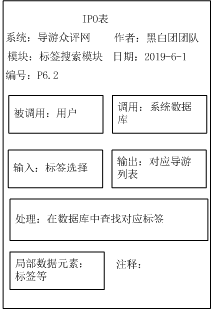 IPO表
系统：导游众评网 作者：黑白团团队
模块：标签搜索模块 日期：2019-6-1
编号：P6.2
被调用：用户
调用：系统数据
库
输入：标签选择
输出：对应导游
列表
处理：在数据库中查找对应标签
局部数据元素：
标签等
注释：